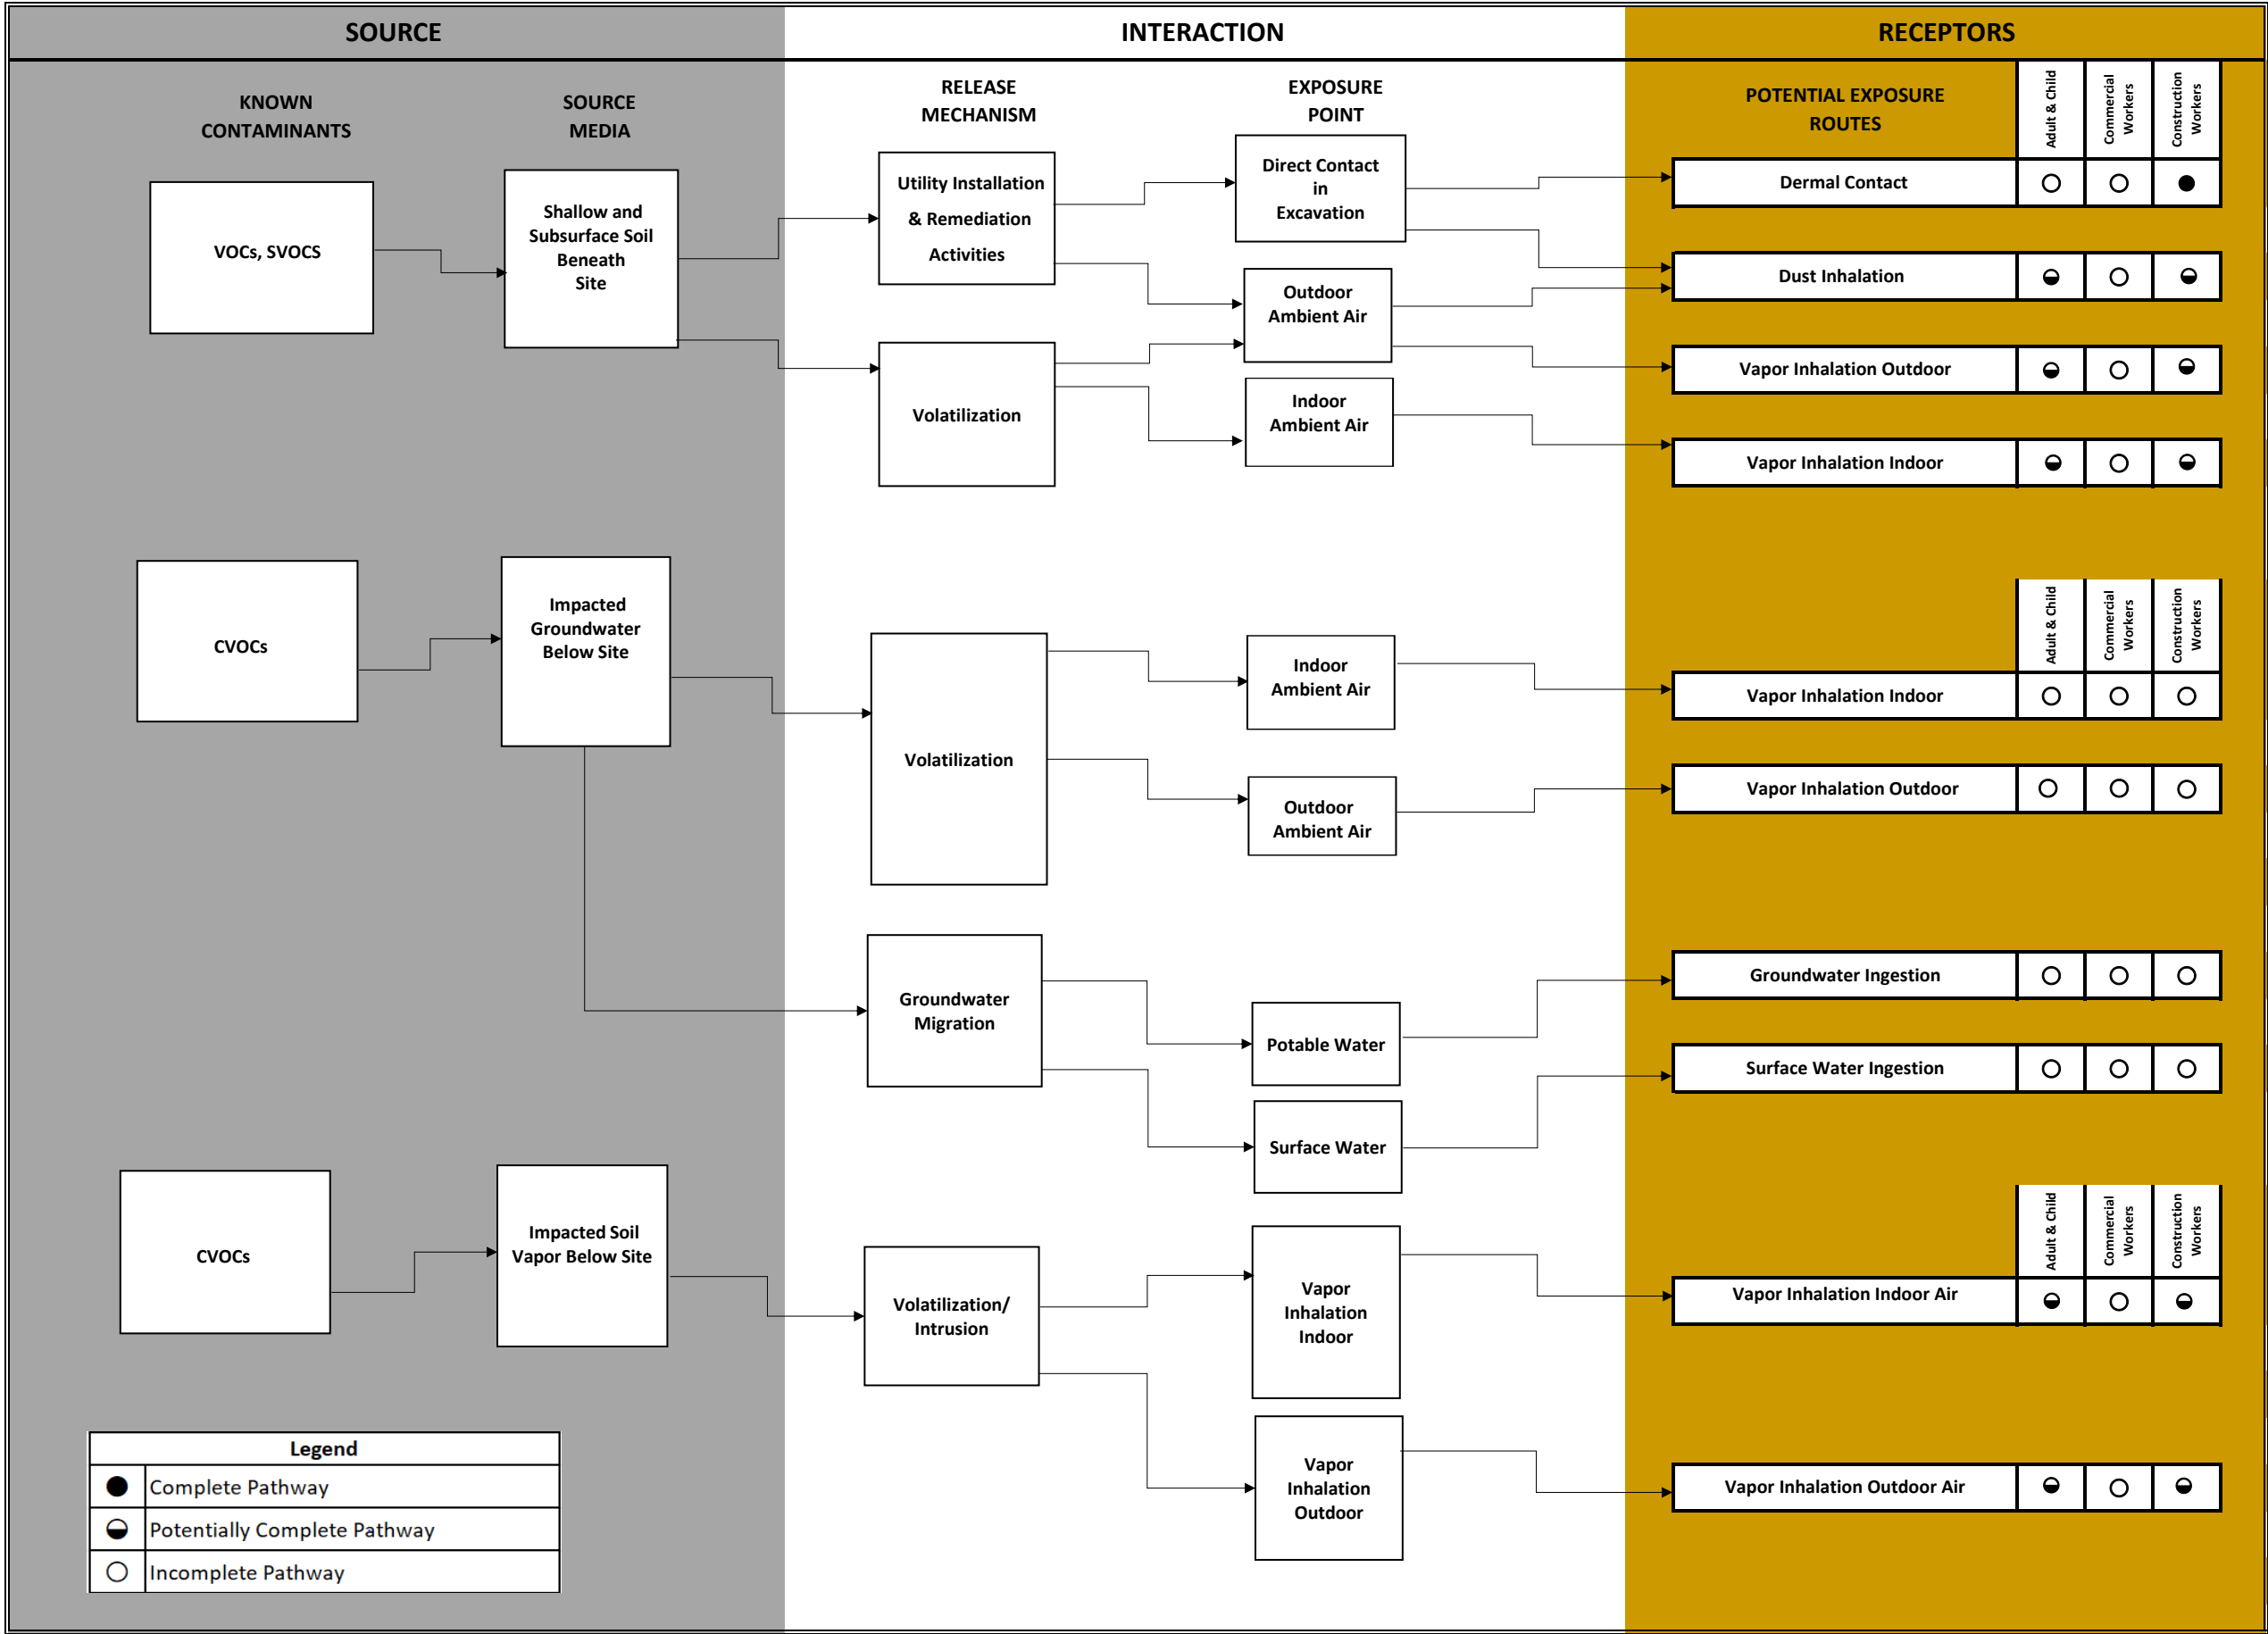 SOURCE
INTERACTION
RECEPTORS
KNOWN
CONTAMINANTS
SOURCE
MEDIA
RELEASE
MECHANISM
EXPOSURE
POINT
POTENTIAL EXPOSURE
ROUTES
Adult & Child
Commercial
Workers
Construction
Workers
VOCs, SVOCS
Shallow and
Subsurface Soil
Beneath
Site
Utility Installation
& Remediation
Activities
Direct Contact
in
Excavation
Dermal Contact
Outdoor
Ambient Air
Dust Inhalation
Volatilization
Vapor Inhalation Outdoor
Indoor
Ambient Air
Vapor Inhalation Indoor
Adult & Child
Commercial
Workers
Construction
Workers
CVOCs
Impacted
Groundwater
Below Site
Volatilization
Indoor
Ambient Air
Vapor Inhalation Indoor
Outdoor
Ambient Air
Vapor Inhalation Outdoor
Groundwater
Migration
Potable Water
Groundwater Ingestion
Surface Water
Surface Water Ingestion
Adult & Child
Commercial
Workers
Construction
Workers
CVOCs
Impacted Soil
Vapor Below Site
Volatilization/
Intrusion
Vapor
Inhalation
Indoor
Vapor Inhalation Indoor Air
Vapor
Inhalation
Outdoor
Vapor Inhalation Outdoor Air
Legend
Complete Pathway
Potentially Complete Pathway
Incomplete Pathway